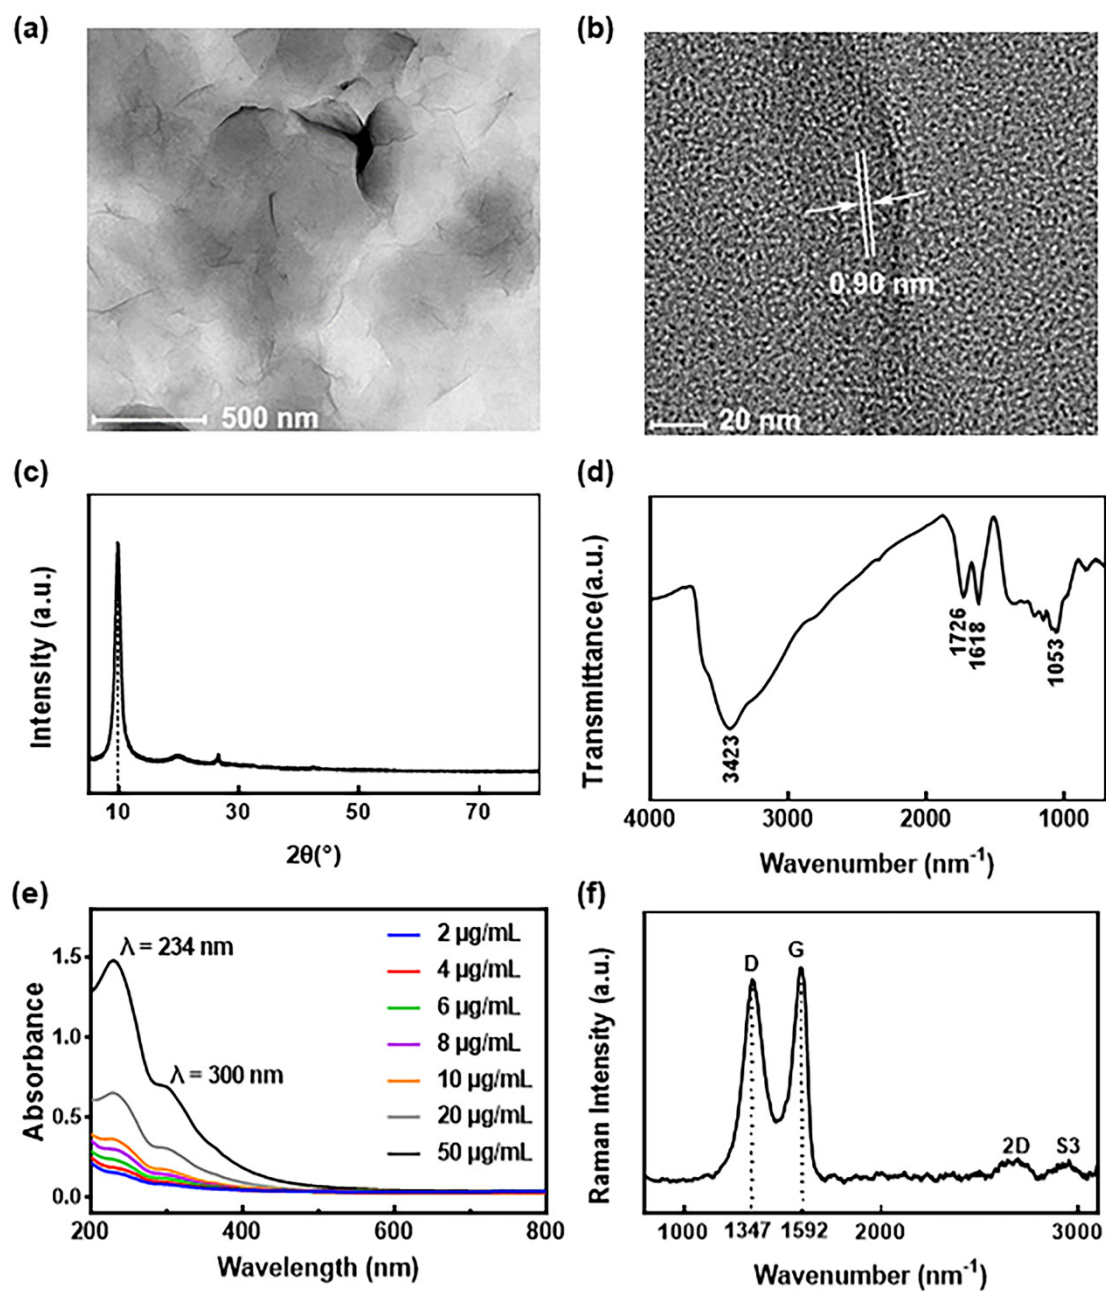 (a)
500 nm
(b)
0.90 nm
20 nm
(c)
Intensity (a.u.)
10
30
50
70
2θ(°)
(d)
Transmittance(a.u.)
3423
1726
1618
1053
4000
3000
2000
1000
Wavenumber (nm⁻¹)
(e)
Absorbance
1.5
1.0
0.5
0.0
λ = 234 nm
λ = 300 nm
2 µg/mL
4 µg/mL
6 µg/mL
8 µg/mL
10 µg/mL
20 µg/mL
50 µg/mL
200
400
600
800
Wavelength (nm)
(f)
Raman Intensity (a.u.)
D
G
2D
S3
1000
1347
1592
2000
3000
Wavenumber (nm⁻¹)